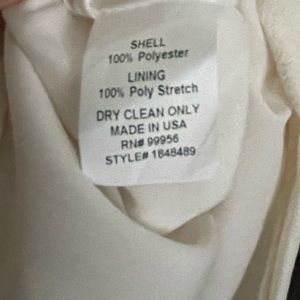 SHELL
100% Polyester
LINING
100% Poly Stretch
DRY CLEAN ONLY
MADE IN USA
RN# 99956
STYLE# 1848489